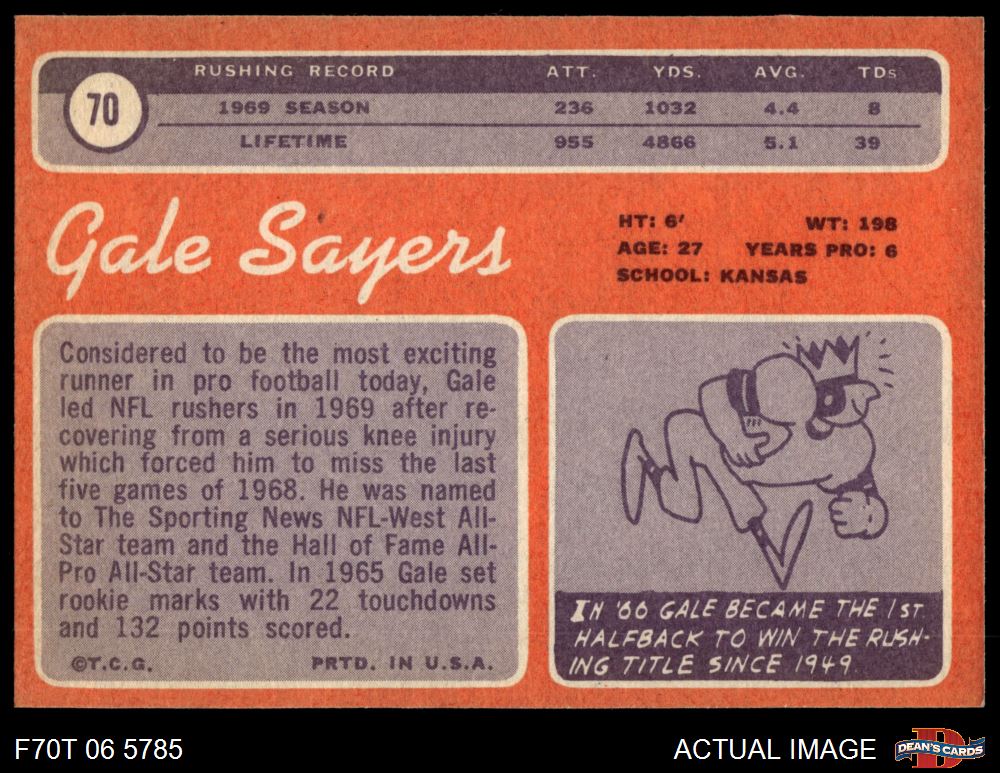 RUSHING RECORD ATT. YDS. AVG. TDs
70
1969 SEASON 236 1032 4.4 8
LIFETIME 955 4866 5.1 39
Gale Sayers
HT: 6' WT: 198
AGE: 27 YEARS PRO: 6
SCHOOL: KANSAS
Considered to be the most exciting
runner in pro football today, Gale
led NFL rushers in 1969 after re-
covering from a serious knee injury
which forced him to miss the last
five games of 1968. He was named
to The Sporting News NFL-West All-
Star team and the Hall of Fame All-
Pro All-Star team. In 1965 Gale set
rookie marks with 22 touchdowns
and 132 points scored.
©T.C.G. PRTD. IN U.S.A.
IN '66 GALE BECAME THE 1ST
HALFBACK TO WIN THE RUSH-
ING TITLE SINCE 1949.
F70T 06 5785 ACTUAL IMAGE
D
DEAN'S CARDS